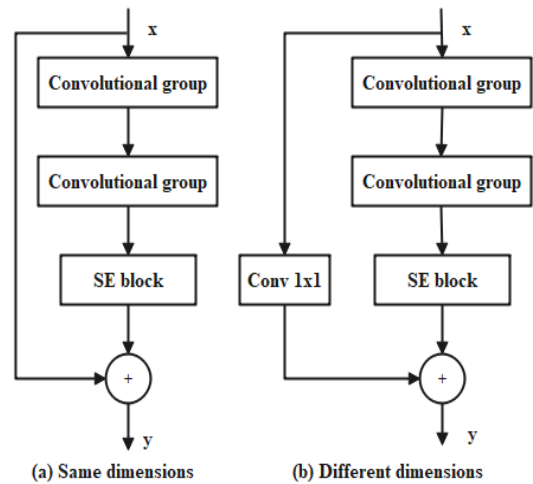 x
Convolutional group
Convolutional group
SE block
+
y
(a) Same dimensions
x
Convolutional group
Convolutional group
Conv 1x1
SE block
+
y
(b) Different dimensions